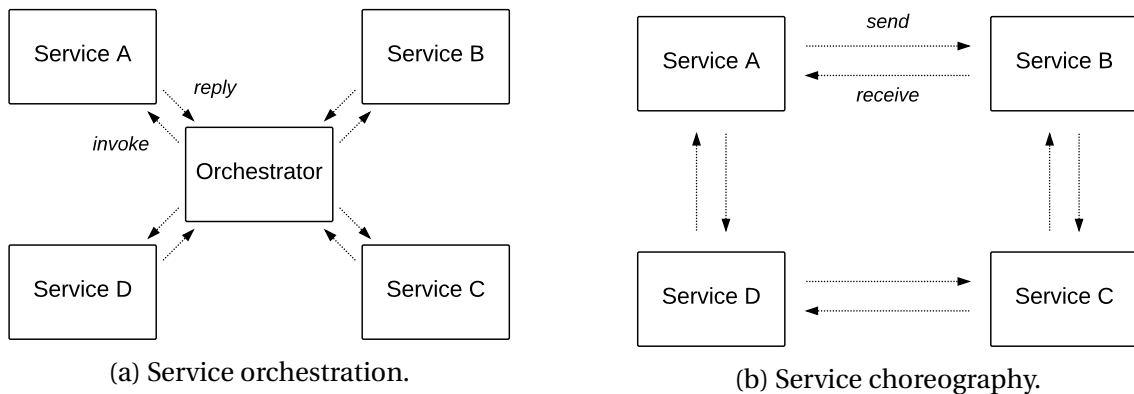 Service A
Service B
reply
invoke
Orchestrator
Service D
Service C
(a) Service orchestration.
send
Service A
Service B
receive
Service D
Service C
(b) Service choreography.